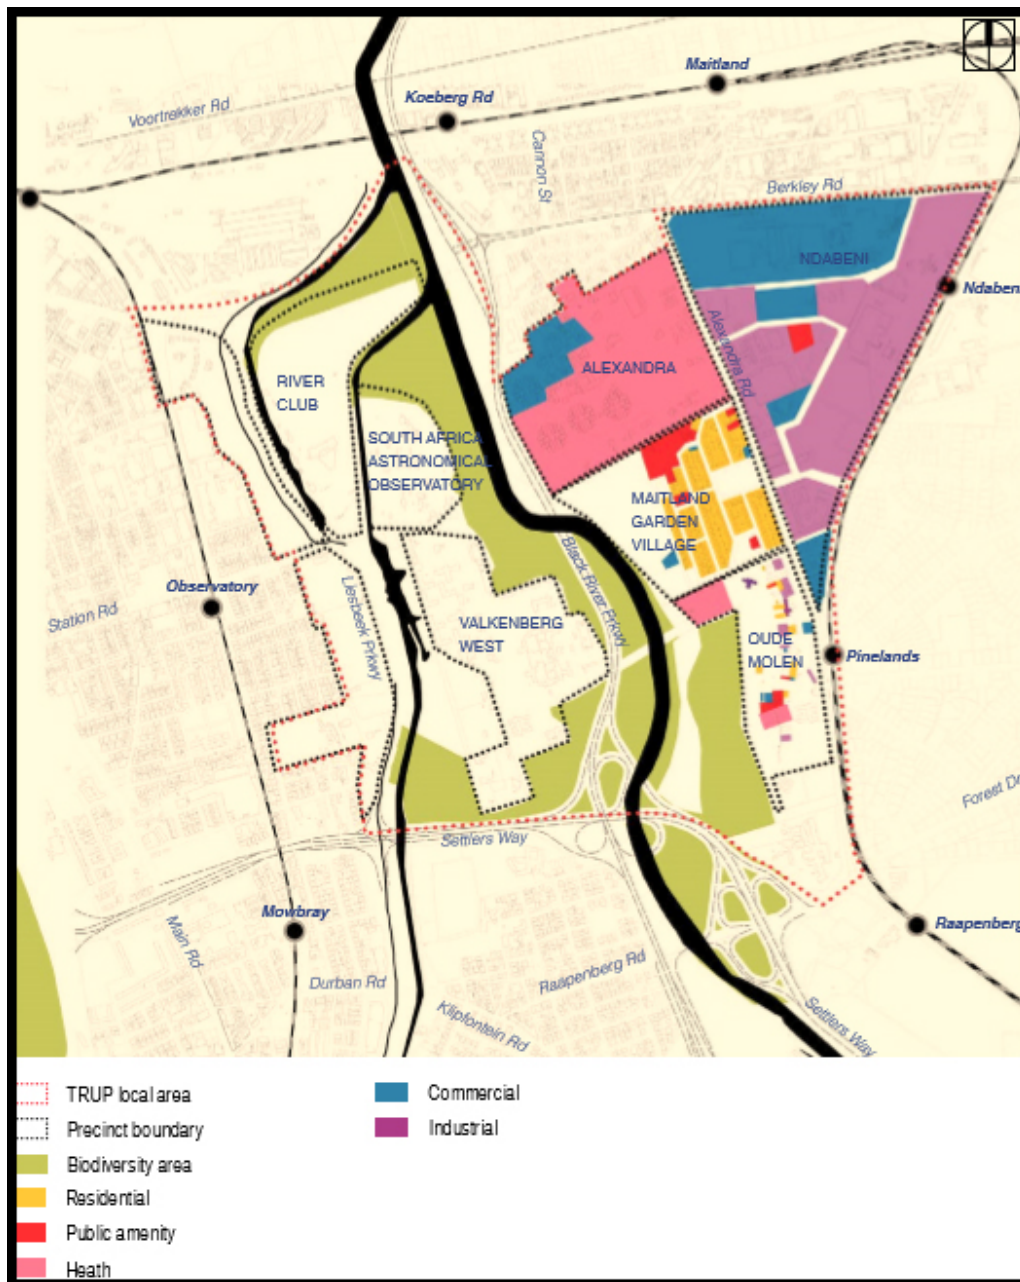 Maitland
Koeberg Rd
Voortrekker Rd
Cannon St
Berkley Rd
NDABENI
Ndabeni
Alexandra Rd
ALEXANDRA
RIVER
CLUB
SOUTH AFRICA
ASTRONOMICAL
OBSERVATORY
MAITLAND
GARDEN
VILLAGE
Black River Prkwy
Observatory
Station Rd
Liesbeek Prkwy
VALKENBERG
WEST
OUDE
MOLEN
Pinelands
Forest Dr
Settlers Way
Mowbray
Main Rd
Durban Rd
Raapenberg Rd
Klipfontein Rd
Raapenberg
Settlers Way
TRUP local area
Precinct boundary
Biodiversity area
Residential
Public amenity
Heath
Commercial
Industrial